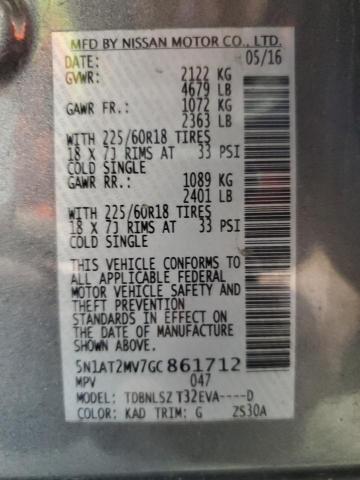 MFD BY NISSAN MOTOR CO., LTD.
DATE: 05/16
GVWR: 2122 KG
4679 LB
GAWR FR.: 1072 KG
2363 LB
WITH 225/60R18 TIRES
18 X 7J RIMS AT 33 PSI
COLD SINGLE
GAWR RR.: 1089 KG
2401 LB
WITH 225/60R18 TIRES
18 X 7J RIMS AT 33 PSI
COLD SINGLE
THIS VEHICLE CONFORMS TO
ALL APPLICABLE FEDERAL
MOTOR VEHICLE SAFETY AND
THEFT PREVENTION
STANDARDS IN EFFECT ON
THE DATE OF MANUFACTURE
SHOWN ABOVE.
5N1AT2MV7GC861712
MPV 047
MODEL: TDBNLSZ T32EVA----D
COLOR: KAD TRIM: G ZS30A